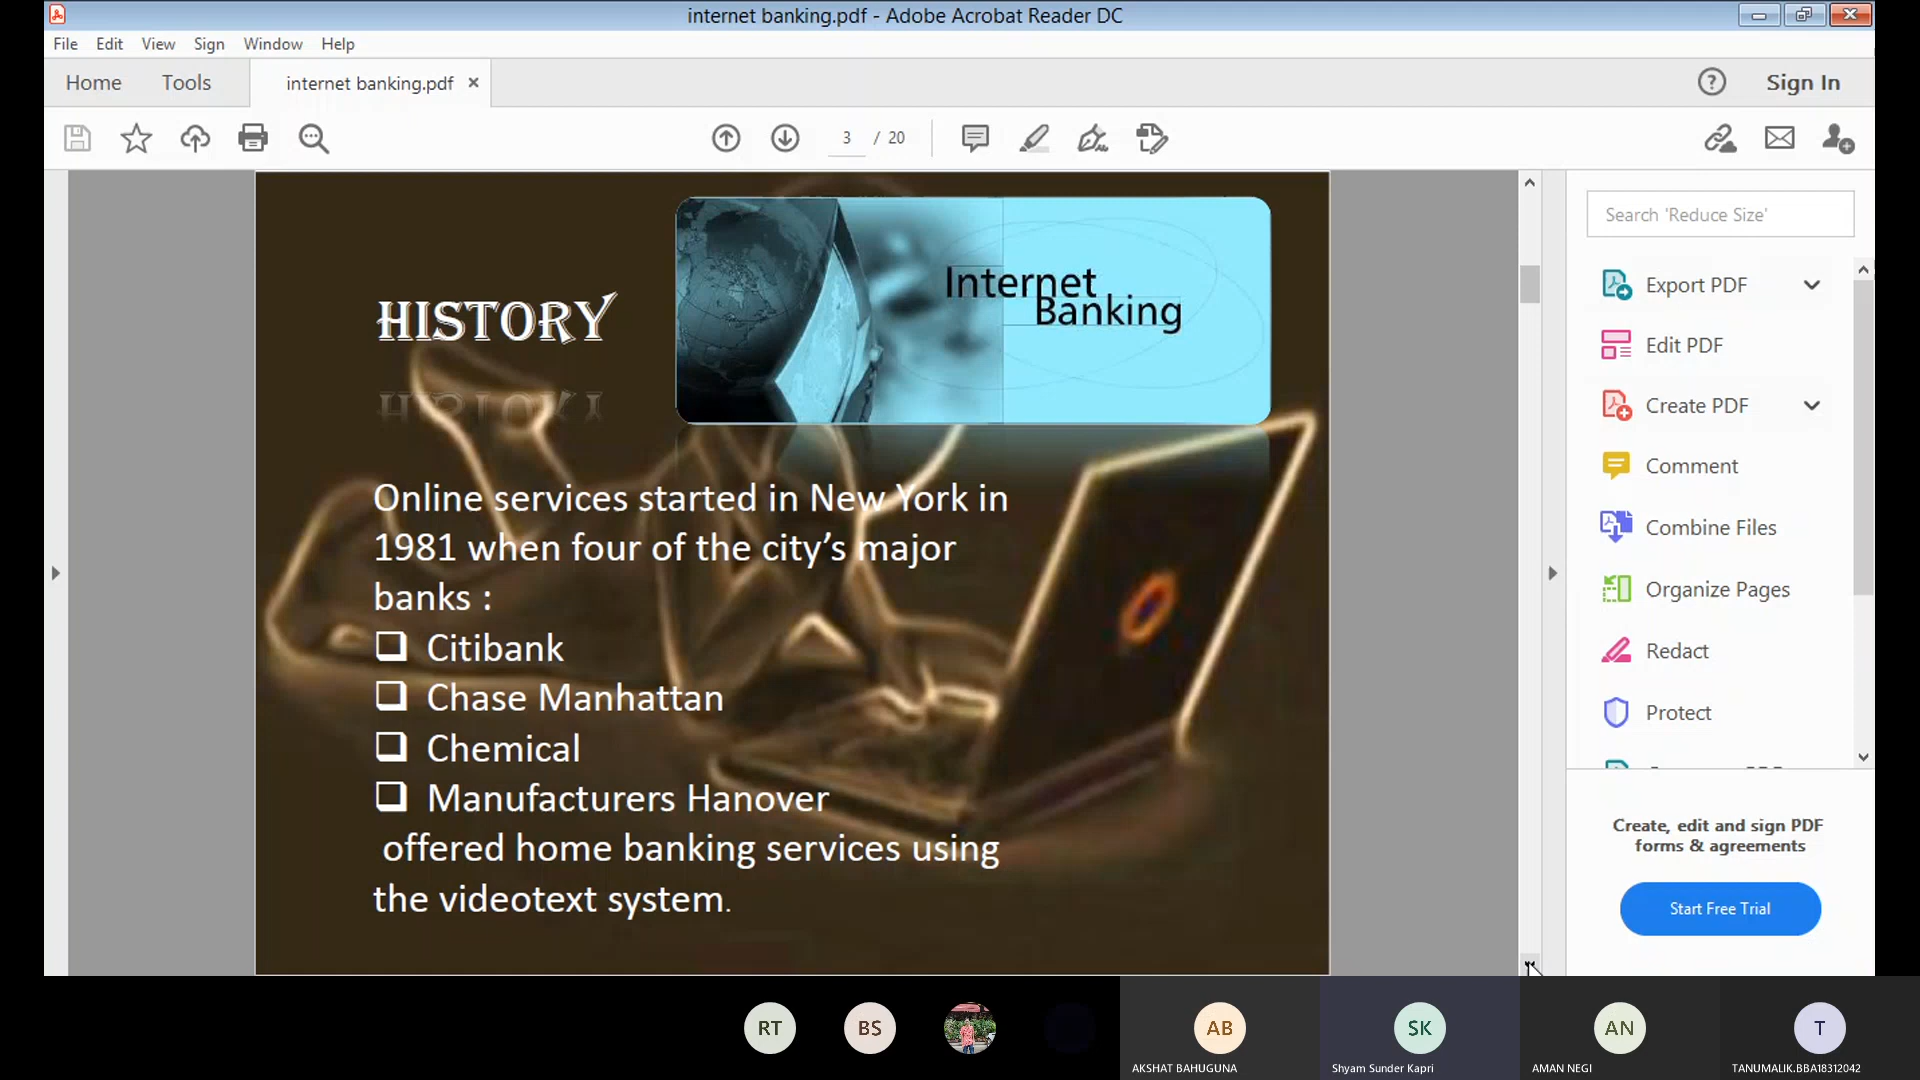 internet banking.pdf - Adobe Acrobat Reader DC
File Edit View Sign Window Help
Home Tools internet banking.pdf × Sign In
3 / 20
Search 'Reduce Size'
Internet
Banking
HISTORY
Online services started in New York in
1981 when four of the city’s major
banks :
❑ Citibank
❑ Chase Manhattan
❑ Chemical
❑ Manufacturers Hanover
offered home banking services using
the videotext system.
Export PDF
Edit PDF
Create PDF
Comment
Combine Files
Organize Pages
Redact
Protect
Create, edit and sign PDF
forms & agreements
Start Free Trial
RT BS AB SK AN T
AKSHAT BAHUGUNA Shyam Sunder Kapri AMAN NEGI TANUMALIK.BBA18312042